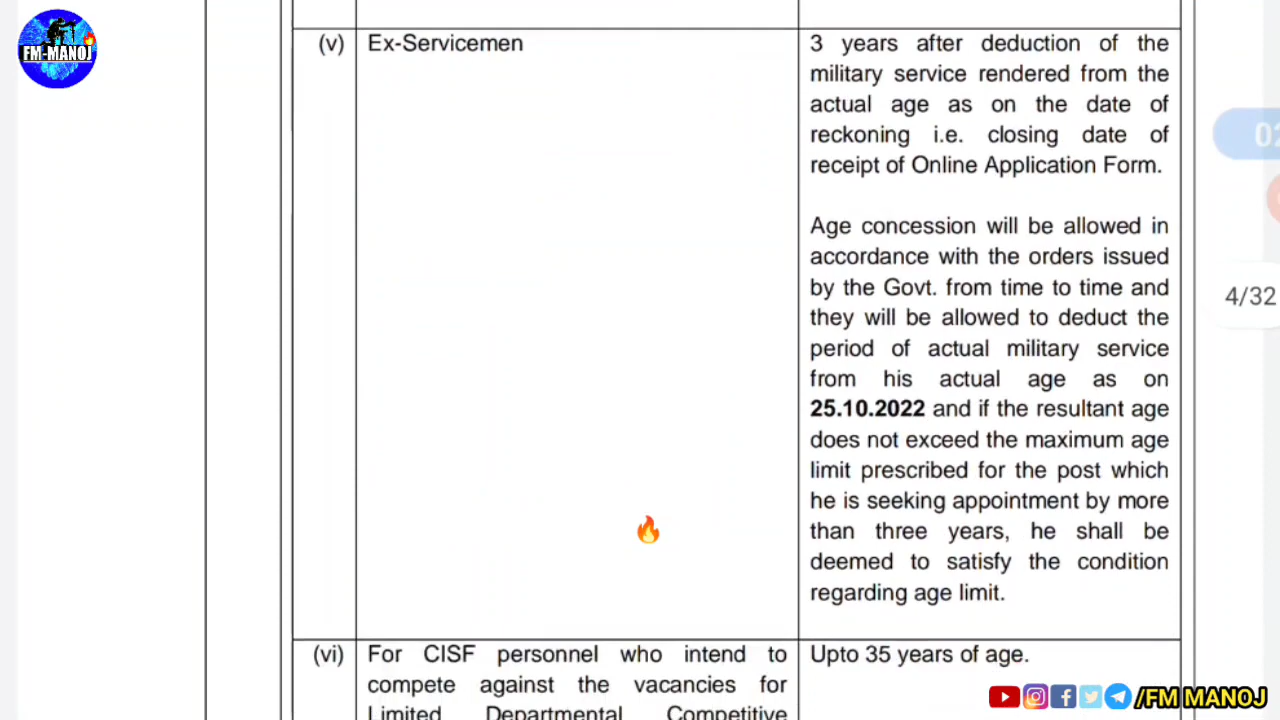 FM-MANOJ
(v) Ex-Servicemen
3 years after deduction of the
military service rendered from the
actual age as on the date of
reckoning i.e. closing date of
receipt of Online Application Form.
Age concession will be allowed in
accordance with the orders issued
by the Govt. from time to time and
they will be allowed to deduct the
period of actual military service
from his actual age as on
25.10.2022 and if the resultant age
does not exceed the maximum age
limit prescribed for the post which
he is seeking appointment by more
than three years, he shall be
deemed to satisfy the condition
regarding age limit.
4/32
(vi) For CISF personnel who intend to
compete against the vacancies for
Limited Departmental Competitive
Upto 35 years of age.
/FM MANOJ